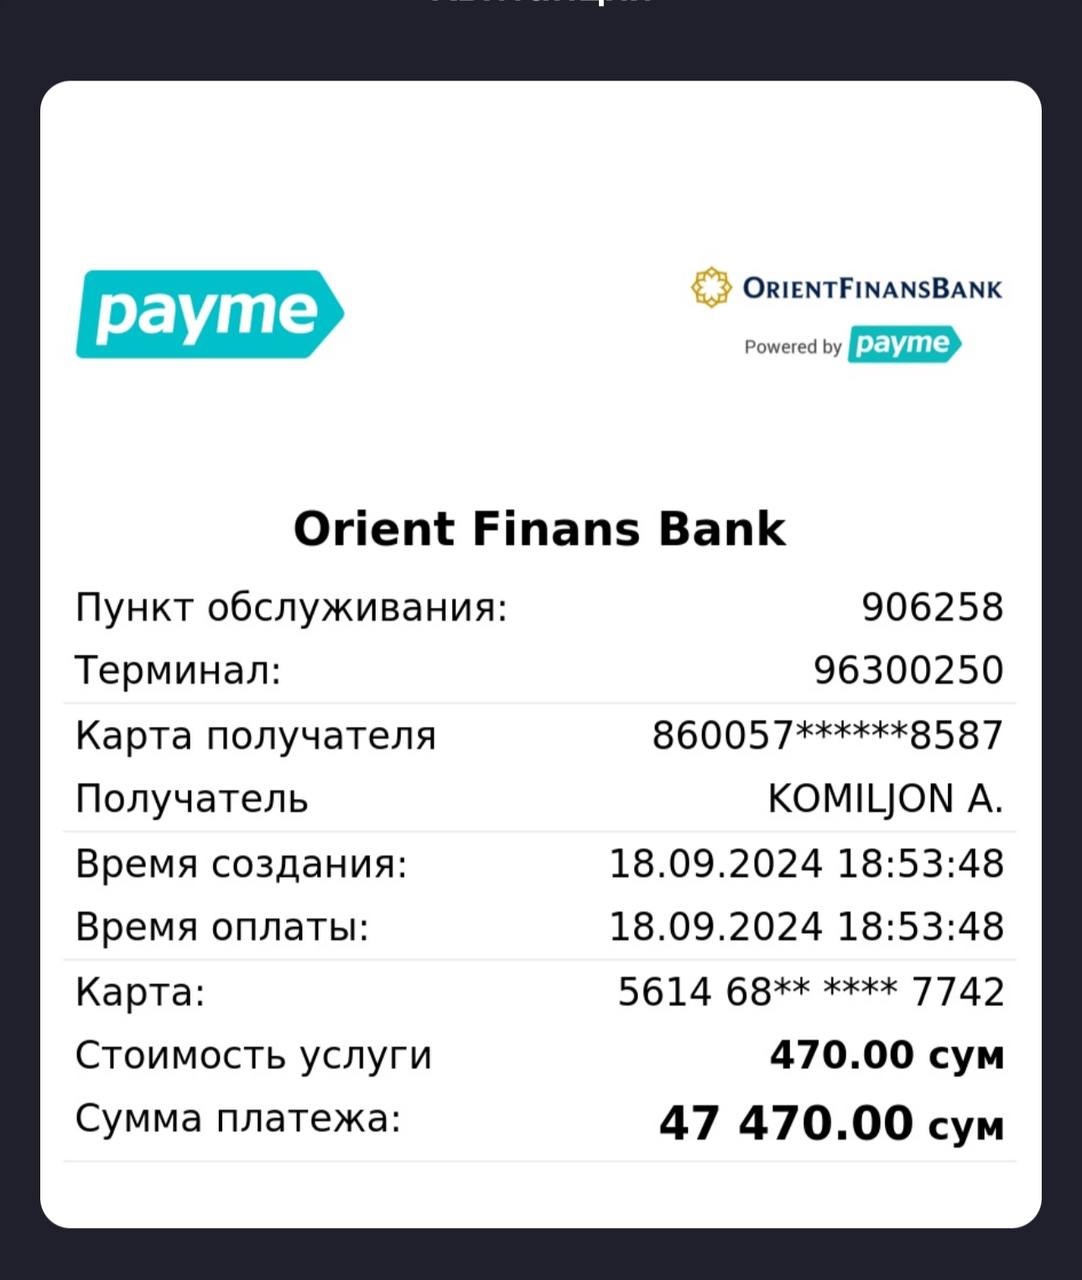 payme
ORIENTFINANSBANK
Powered by payme
Orient Finans Bank
Пункт обслуживания: 906258
Терминал: 96300250
Карта получателя 860057******8587
Получатель KOMILJON A.
Время создания: 18.09.2024 18:53:48
Время оплаты: 18.09.2024 18:53:48
Карта: 5614 68** **** 7742
Стоимость услуги 470.00 сум
Сумма платежа: 47 470.00 сум